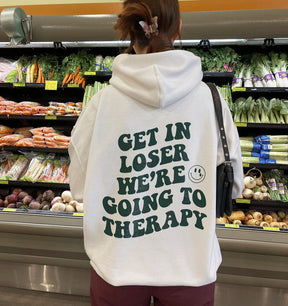 GET IN
LOSER
WE'RE
GOING TO
THERAPY